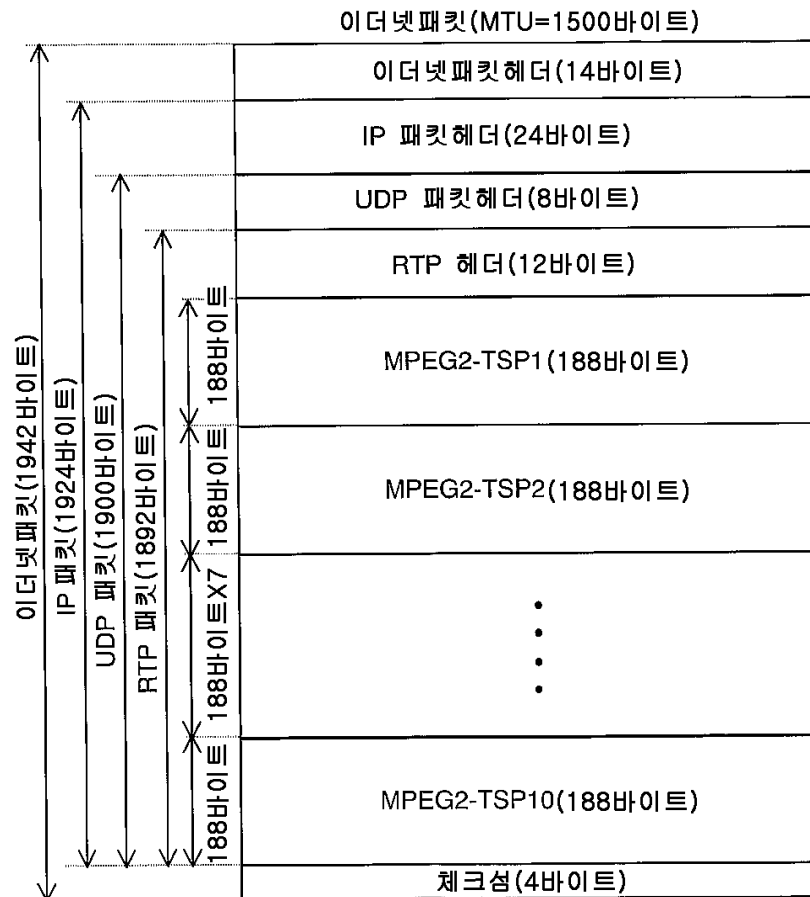 이더넷패킷(MTU=1500바이트)
이더넷패킷헤더(14바이트)
IP 패킷헤더(24바이트)
UDP 패킷헤더(8바이트)
RTP 헤더(12바이트)
MPEG2-TSP1(188바이트)
MPEG2-TSP2(188바이트)
MPEG2-TSP10(188바이트)
체크섬(4바이트)
이더넷패킷(1942바이트)
IP 패킷(1924바이트)
UDP 패킷(1900바이트)
RTP 패킷(1892바이트)
188바이트
188바이트
188바이트X7
188바이트